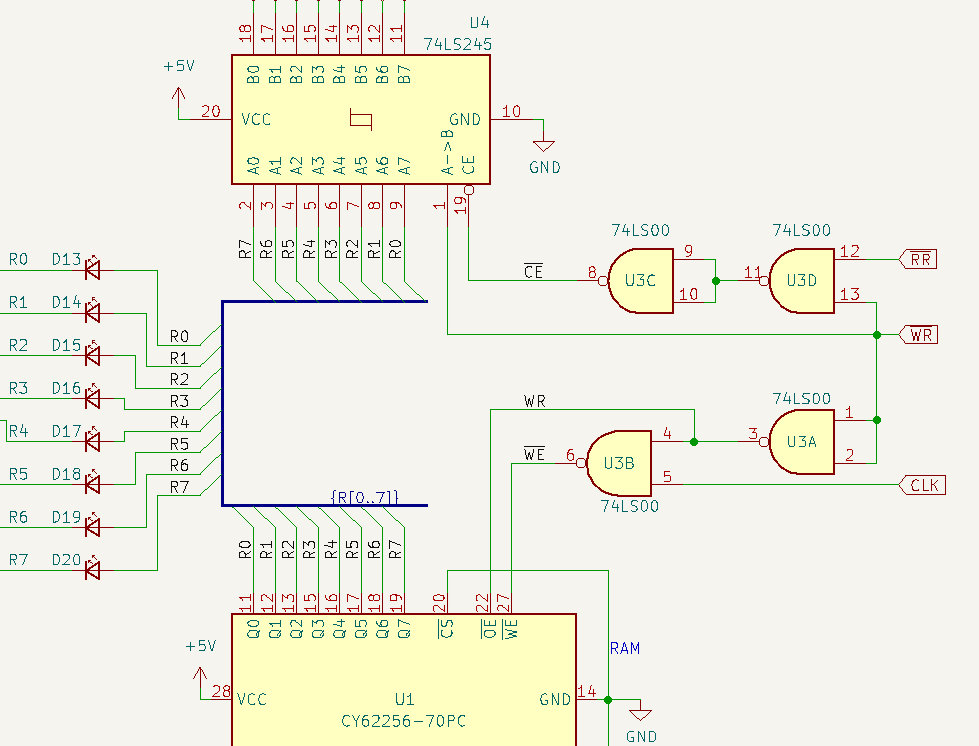 18 17 16 15 14 13 12 11
U4
74LS245
+5V
B0 B1 B2 B3 B4 B5 B6 B7
20 VCC GND 10
A0 A1 A2 A3 A4 A5 A6 A7 A->B CE
GND
2 3 4 5 6 7 8 9 1 19
R7 R6 R5 R4 R3 R2 R1 R0
74LS00 74LS00
CE 8 U3C 9 10 11 U3D 12 13 RR
WR
R0 D13
R1 D14
R2 D15
R3 D16
R4 D17
R5 D18
R6 D19
R7 D20
R0
R1
R2
R3
R4
R5
R6
R7
{R[0..7]}
74LS00
WR 4 3 U3A 1 2
WE 6 U3B 5 CLK
74LS00
R0 R1 R2 R3 R4 R5 R6 R7
11 12 13 15 16 17 18 19 20 22 27
Q0 Q1 Q2 Q3 Q4 Q5 Q6 Q7 CS OE WE
+5V
RAM
28 VCC U1 GND 14
CY62256-70PC
GND